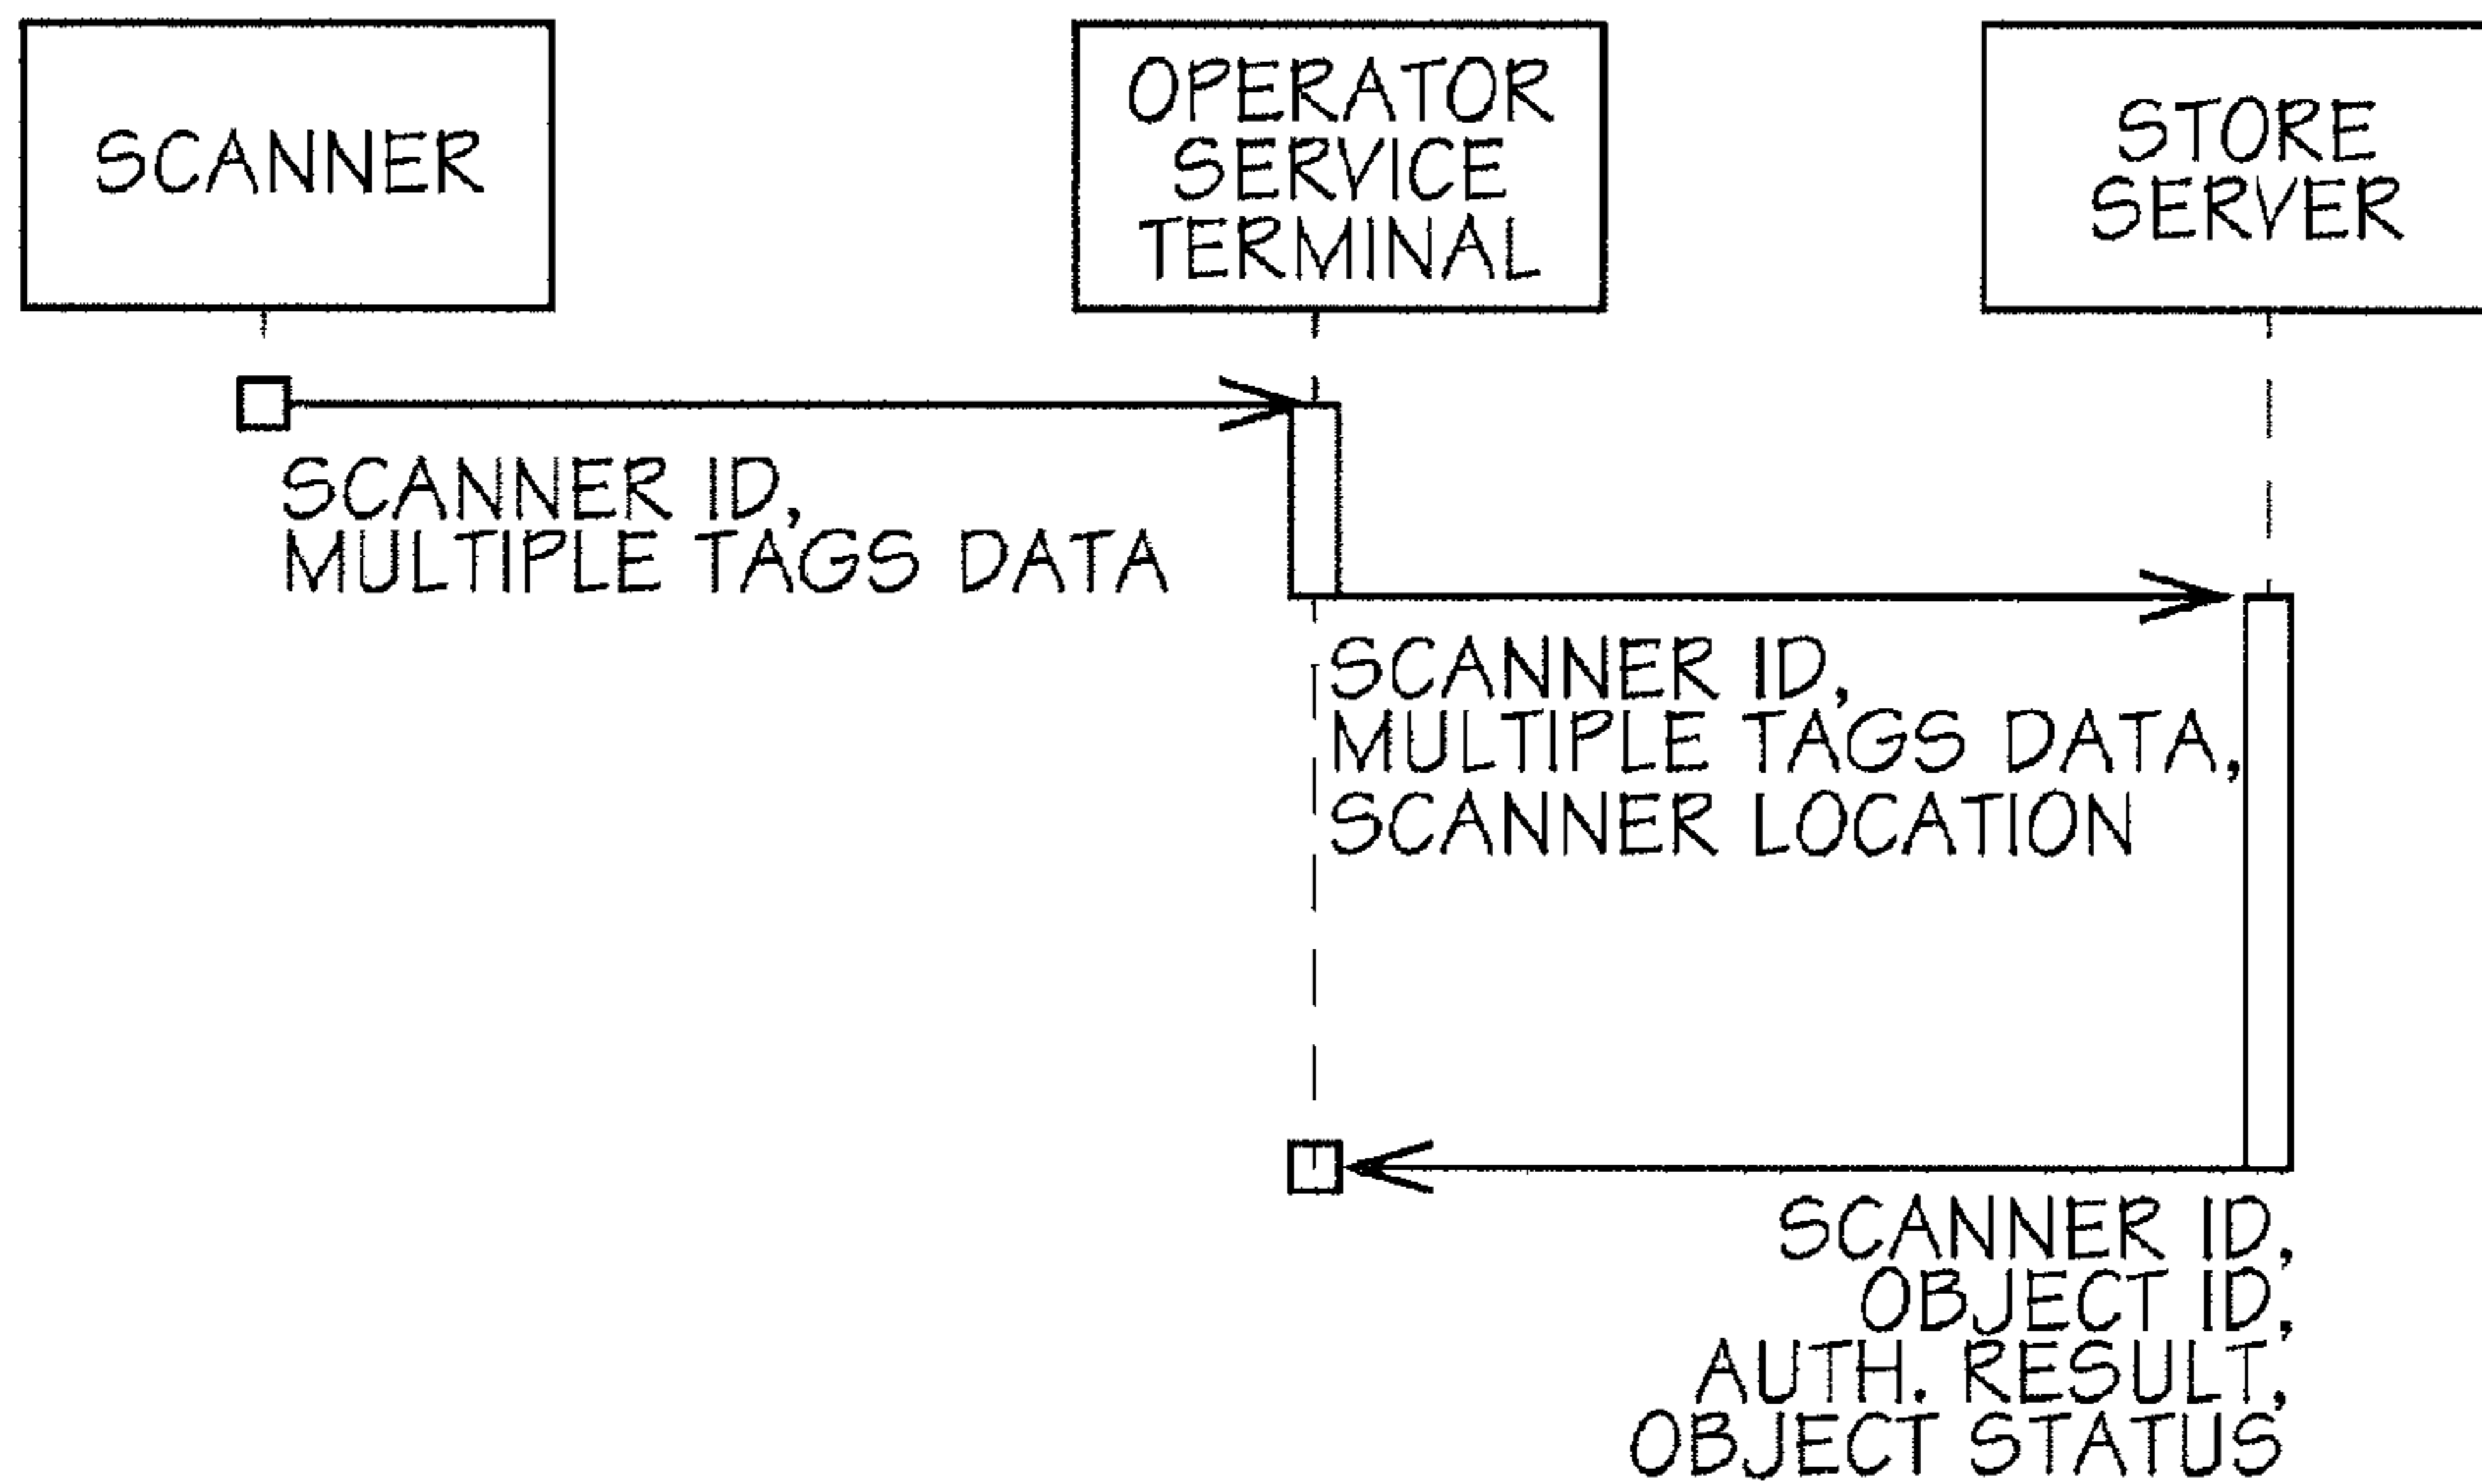 SCANNER
OPERATOR
SERVICE
TERMINAL
STORE
SERVER
SCANNER ID,
MULTIPLE TAGS DATA
SCANNER ID,
MULTIPLE TAGS DATA,
SCANNER LOCATION
SCANNER ID,
OBJECT ID,
AUTH. RESULT,
OBJECT STATUS